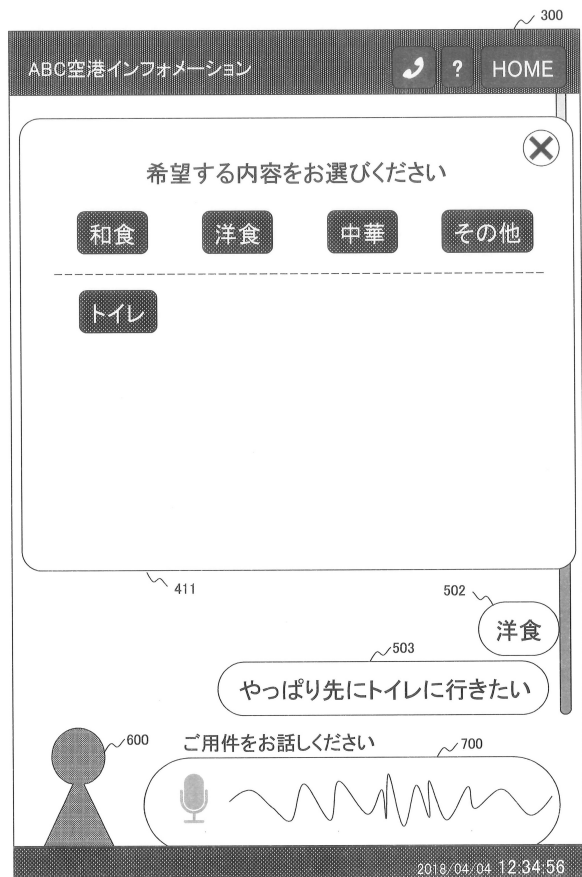 300
ABC空港インフォメーション ? HOME
希望する内容をお選びください
和食 洋食 中華 その他
トイレ
411
502
洋食
503
やっぱり先にトイレに行きたい
600
ご用件をお話しください
700
2018/04/04 12:34:56